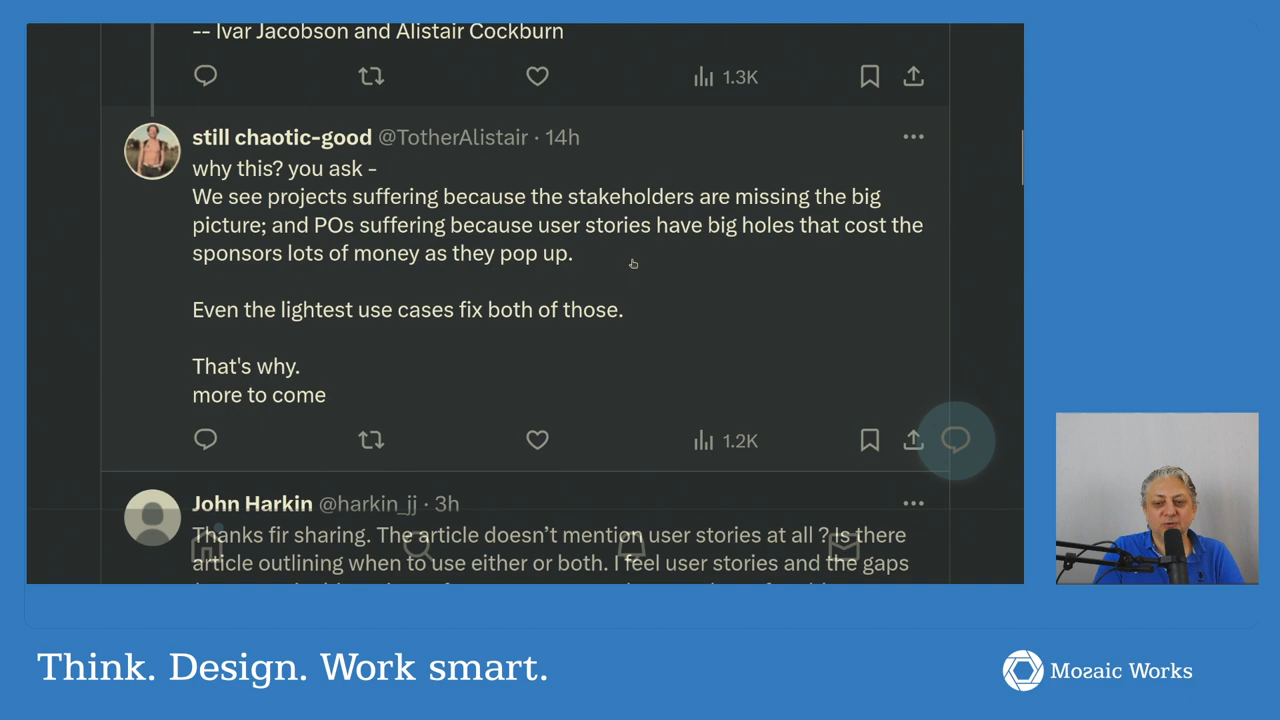 -- Ivar Jacobson and Alistair Cockburn
1.3K
still chaotic-good @TotherAlistair · 14h
why this? you ask -
We see projects suffering because the stakeholders are missing the big
picture; and POs suffering because user stories have big holes that cost the
sponsors lots of money as they pop up.
Even the lightest use cases fix both of those.
That's why.
more to come
1.2K
John Harkin @harkin_jj · 3h
Thanks fir sharing. The article doesn’t mention user stories at all ? Is there
article outlining when to use either or both. I feel user stories and the gaps
Think. Design. Work smart.
Mosaic Works